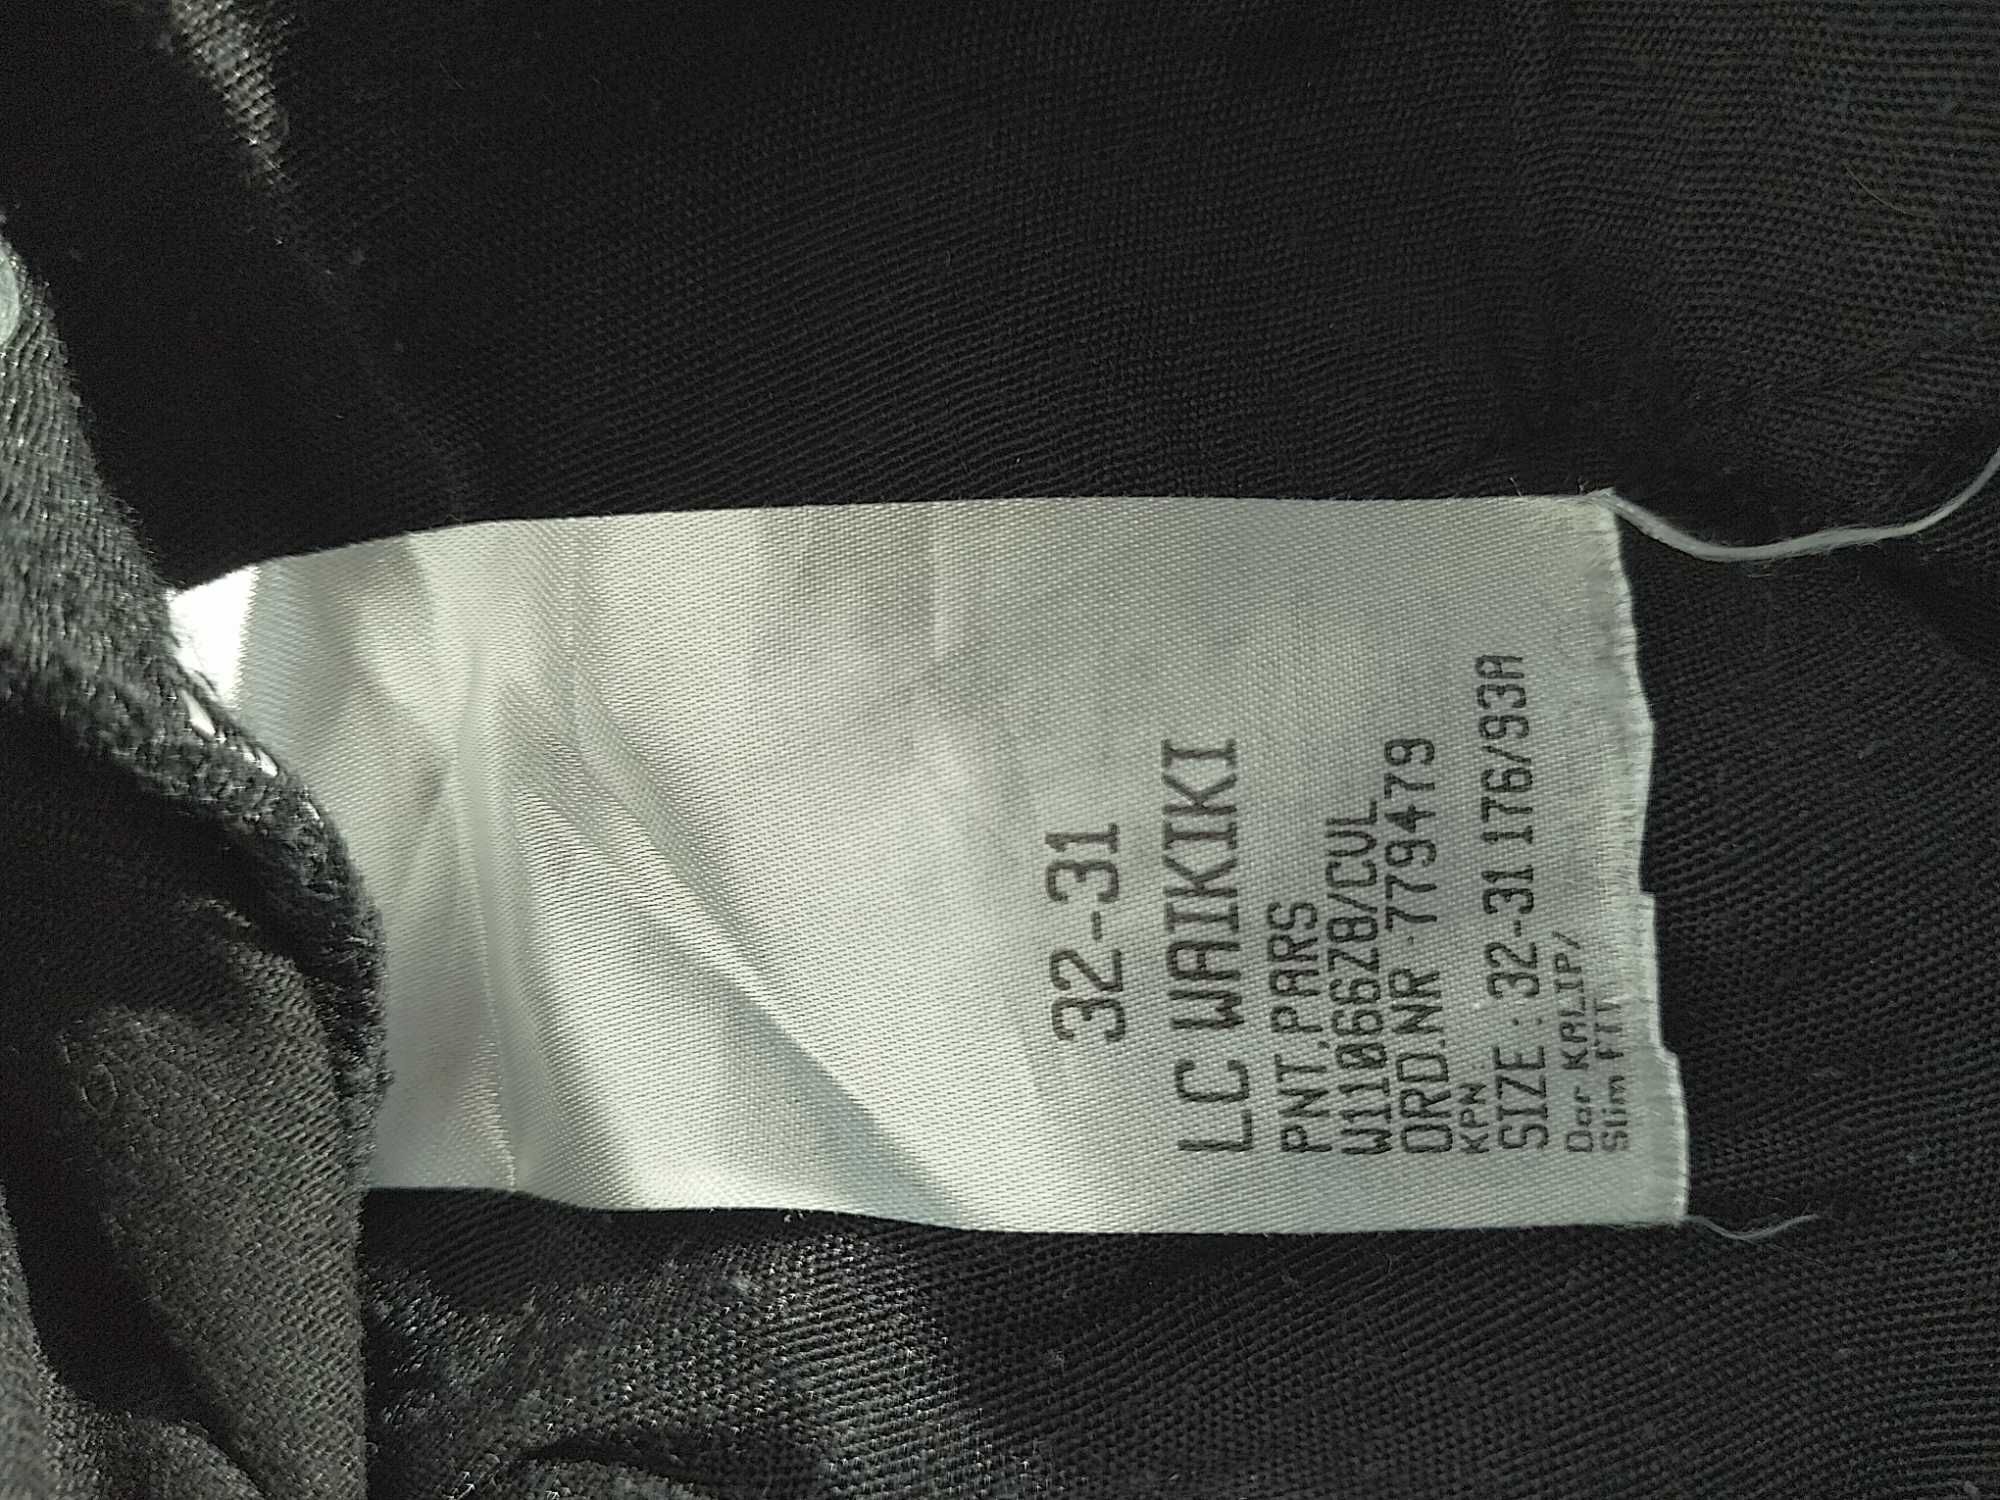 32-31
LC WAIKIKI
PNT.PARS
W11066Z8/CVL
ORD.NR 779479
KPN :
SIZE : 32-31 176/93A
Dar KALIP/
Slim FIT